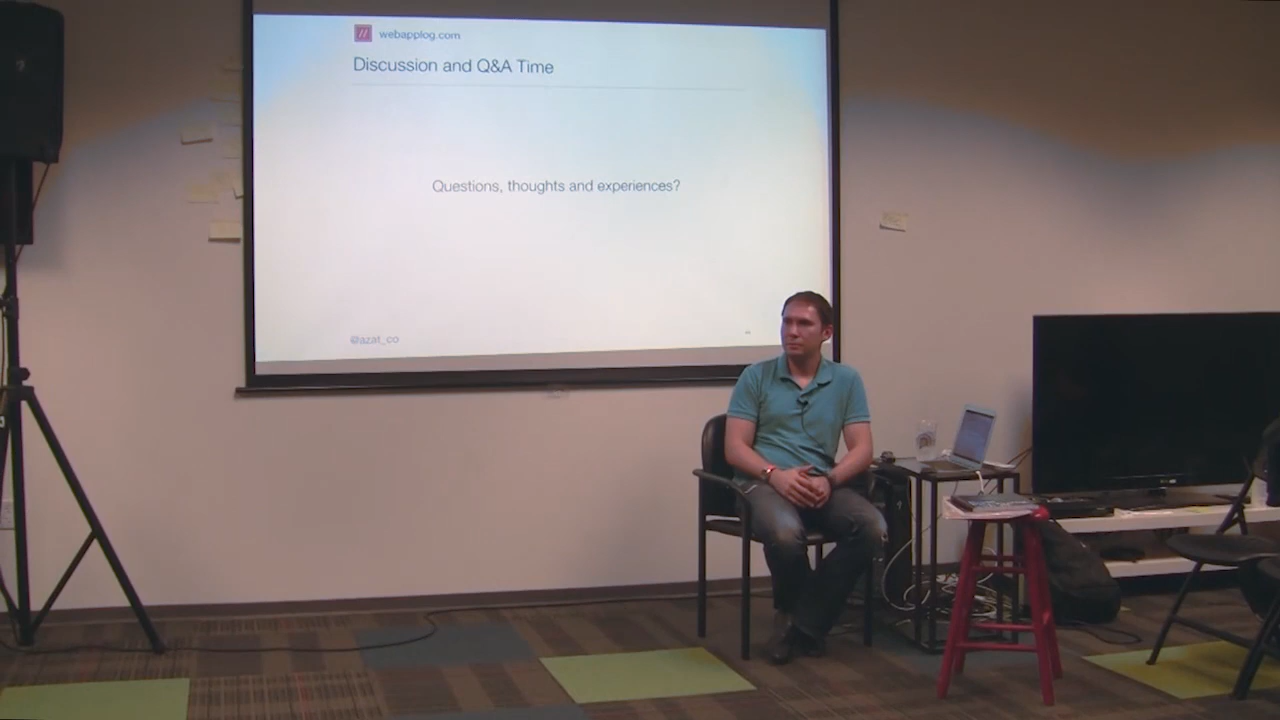 // webapplog.com
Discussion and Q&A Time
Questions, thoughts and experiences?
@azat_co